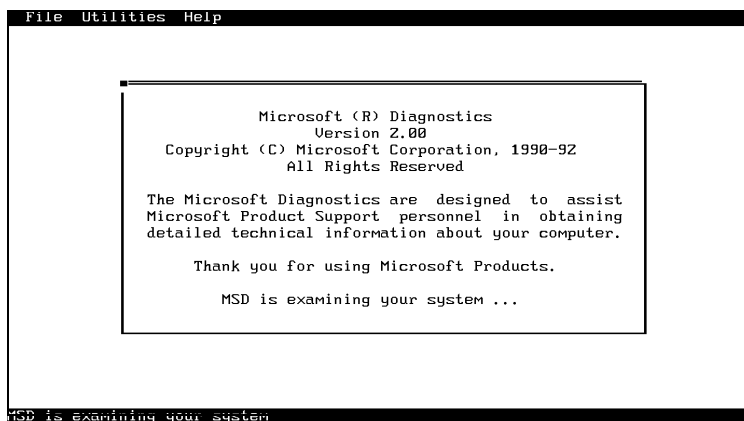 File Utilities Help
Microsoft (R) Diagnostics
Version 2.00
Copyright (C) Microsoft Corporation, 1990-92
All Rights Reserved
The Microsoft Diagnostics are designed to assist
Microsoft Product Support personnel in obtaining
detailed technical information about your computer.
Thank you for using Microsoft Products.
MSD is examining your system ...
MSD is examining your system